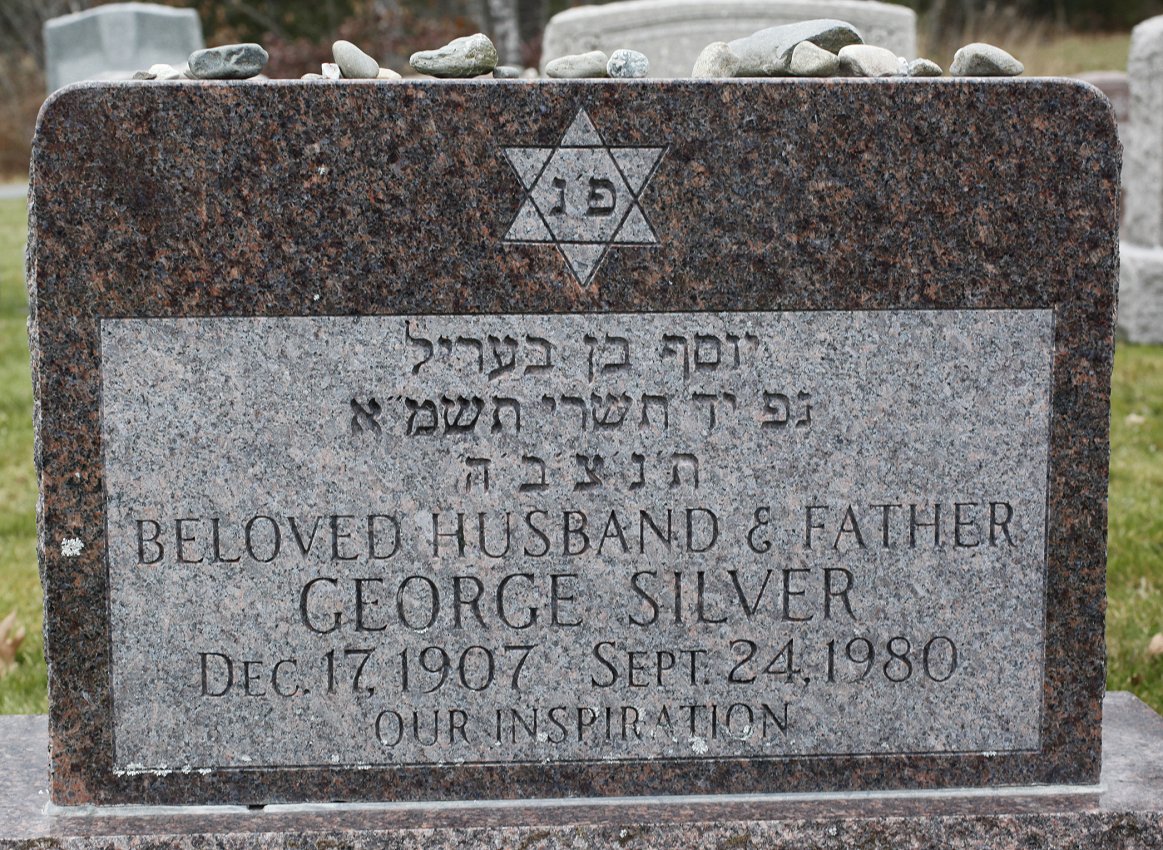 פ׳נ
יוסף בן בעריל
נפ יד תשרי תשמ״א
ת׳נ׳צ׳ב׳ה׳
BELOVED HUSBAND & FATHER
GEORGE SILVER
DEC. 17, 1907 SEPT. 24, 1980
OUR INSPIRATION